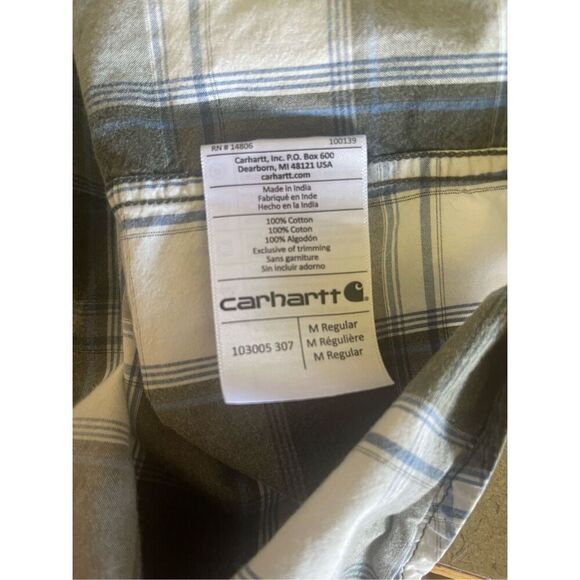 RN # 14806 100139
Carhartt, Inc. P.O. Box 600
Dearborn, MI 48121 USA
carhartt.com
Made in India
Fabriqué en Inde
Hecho en la India
100% Cotton
100% Coton
100% Algodón
Exclusive of trimming
Sans garniture
Sin incluir adorno
carhartt
103005 307
M Regular
M Régulière
M Regular